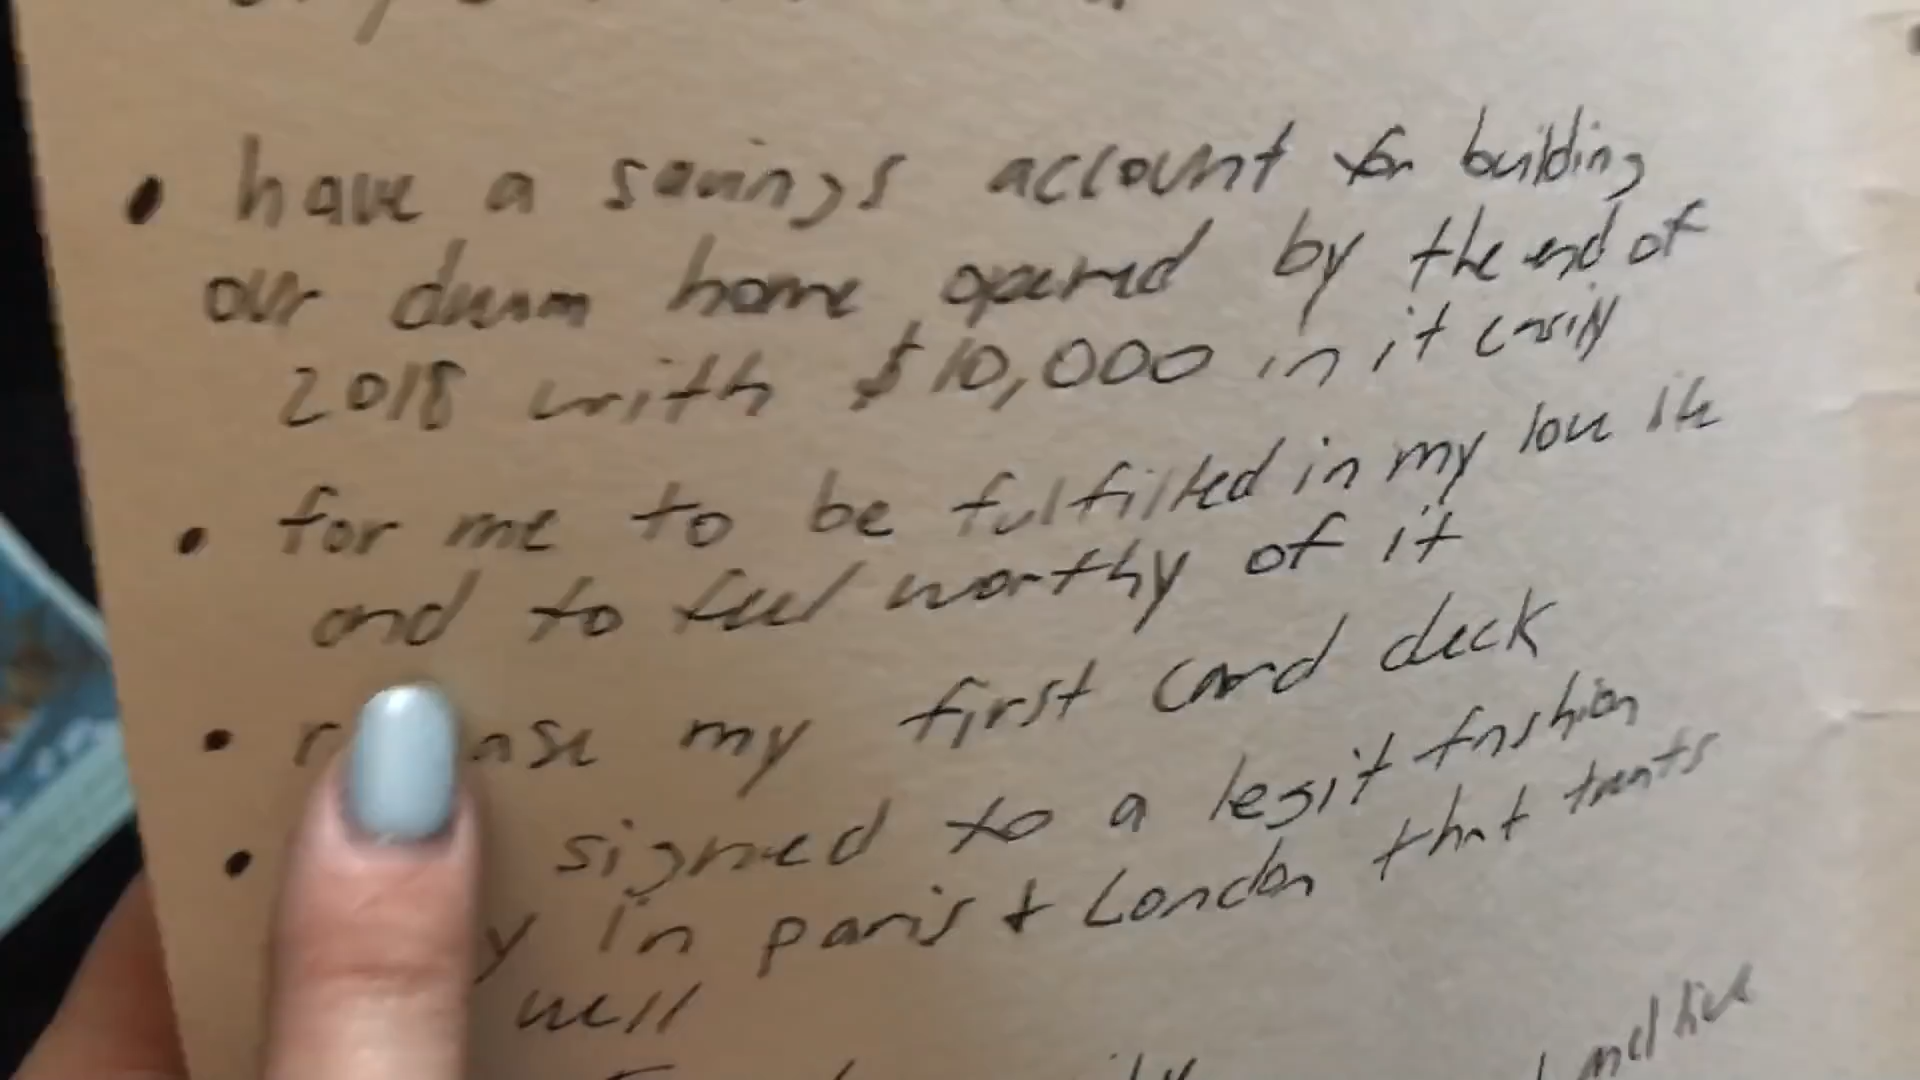 • have a savings account for building
our dream home opened by the end of
2018 with $10,000 in it easily
• for me to be fulfilled in my love life
and to feel worthy of it
• my first card deck
• signed to a legit fashion
in paris + London that treats
well